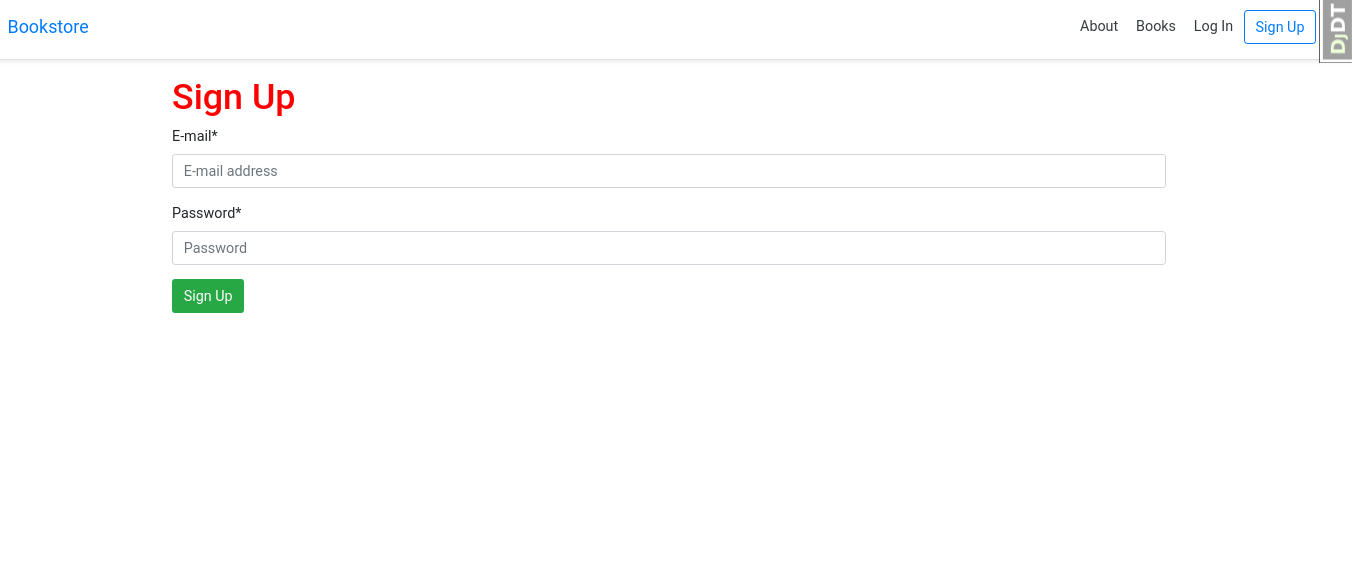 Bookstore
About Books Log In Sign Up
DjDT
Sign Up
E-mail*
E-mail address
Password*
Password
Sign Up